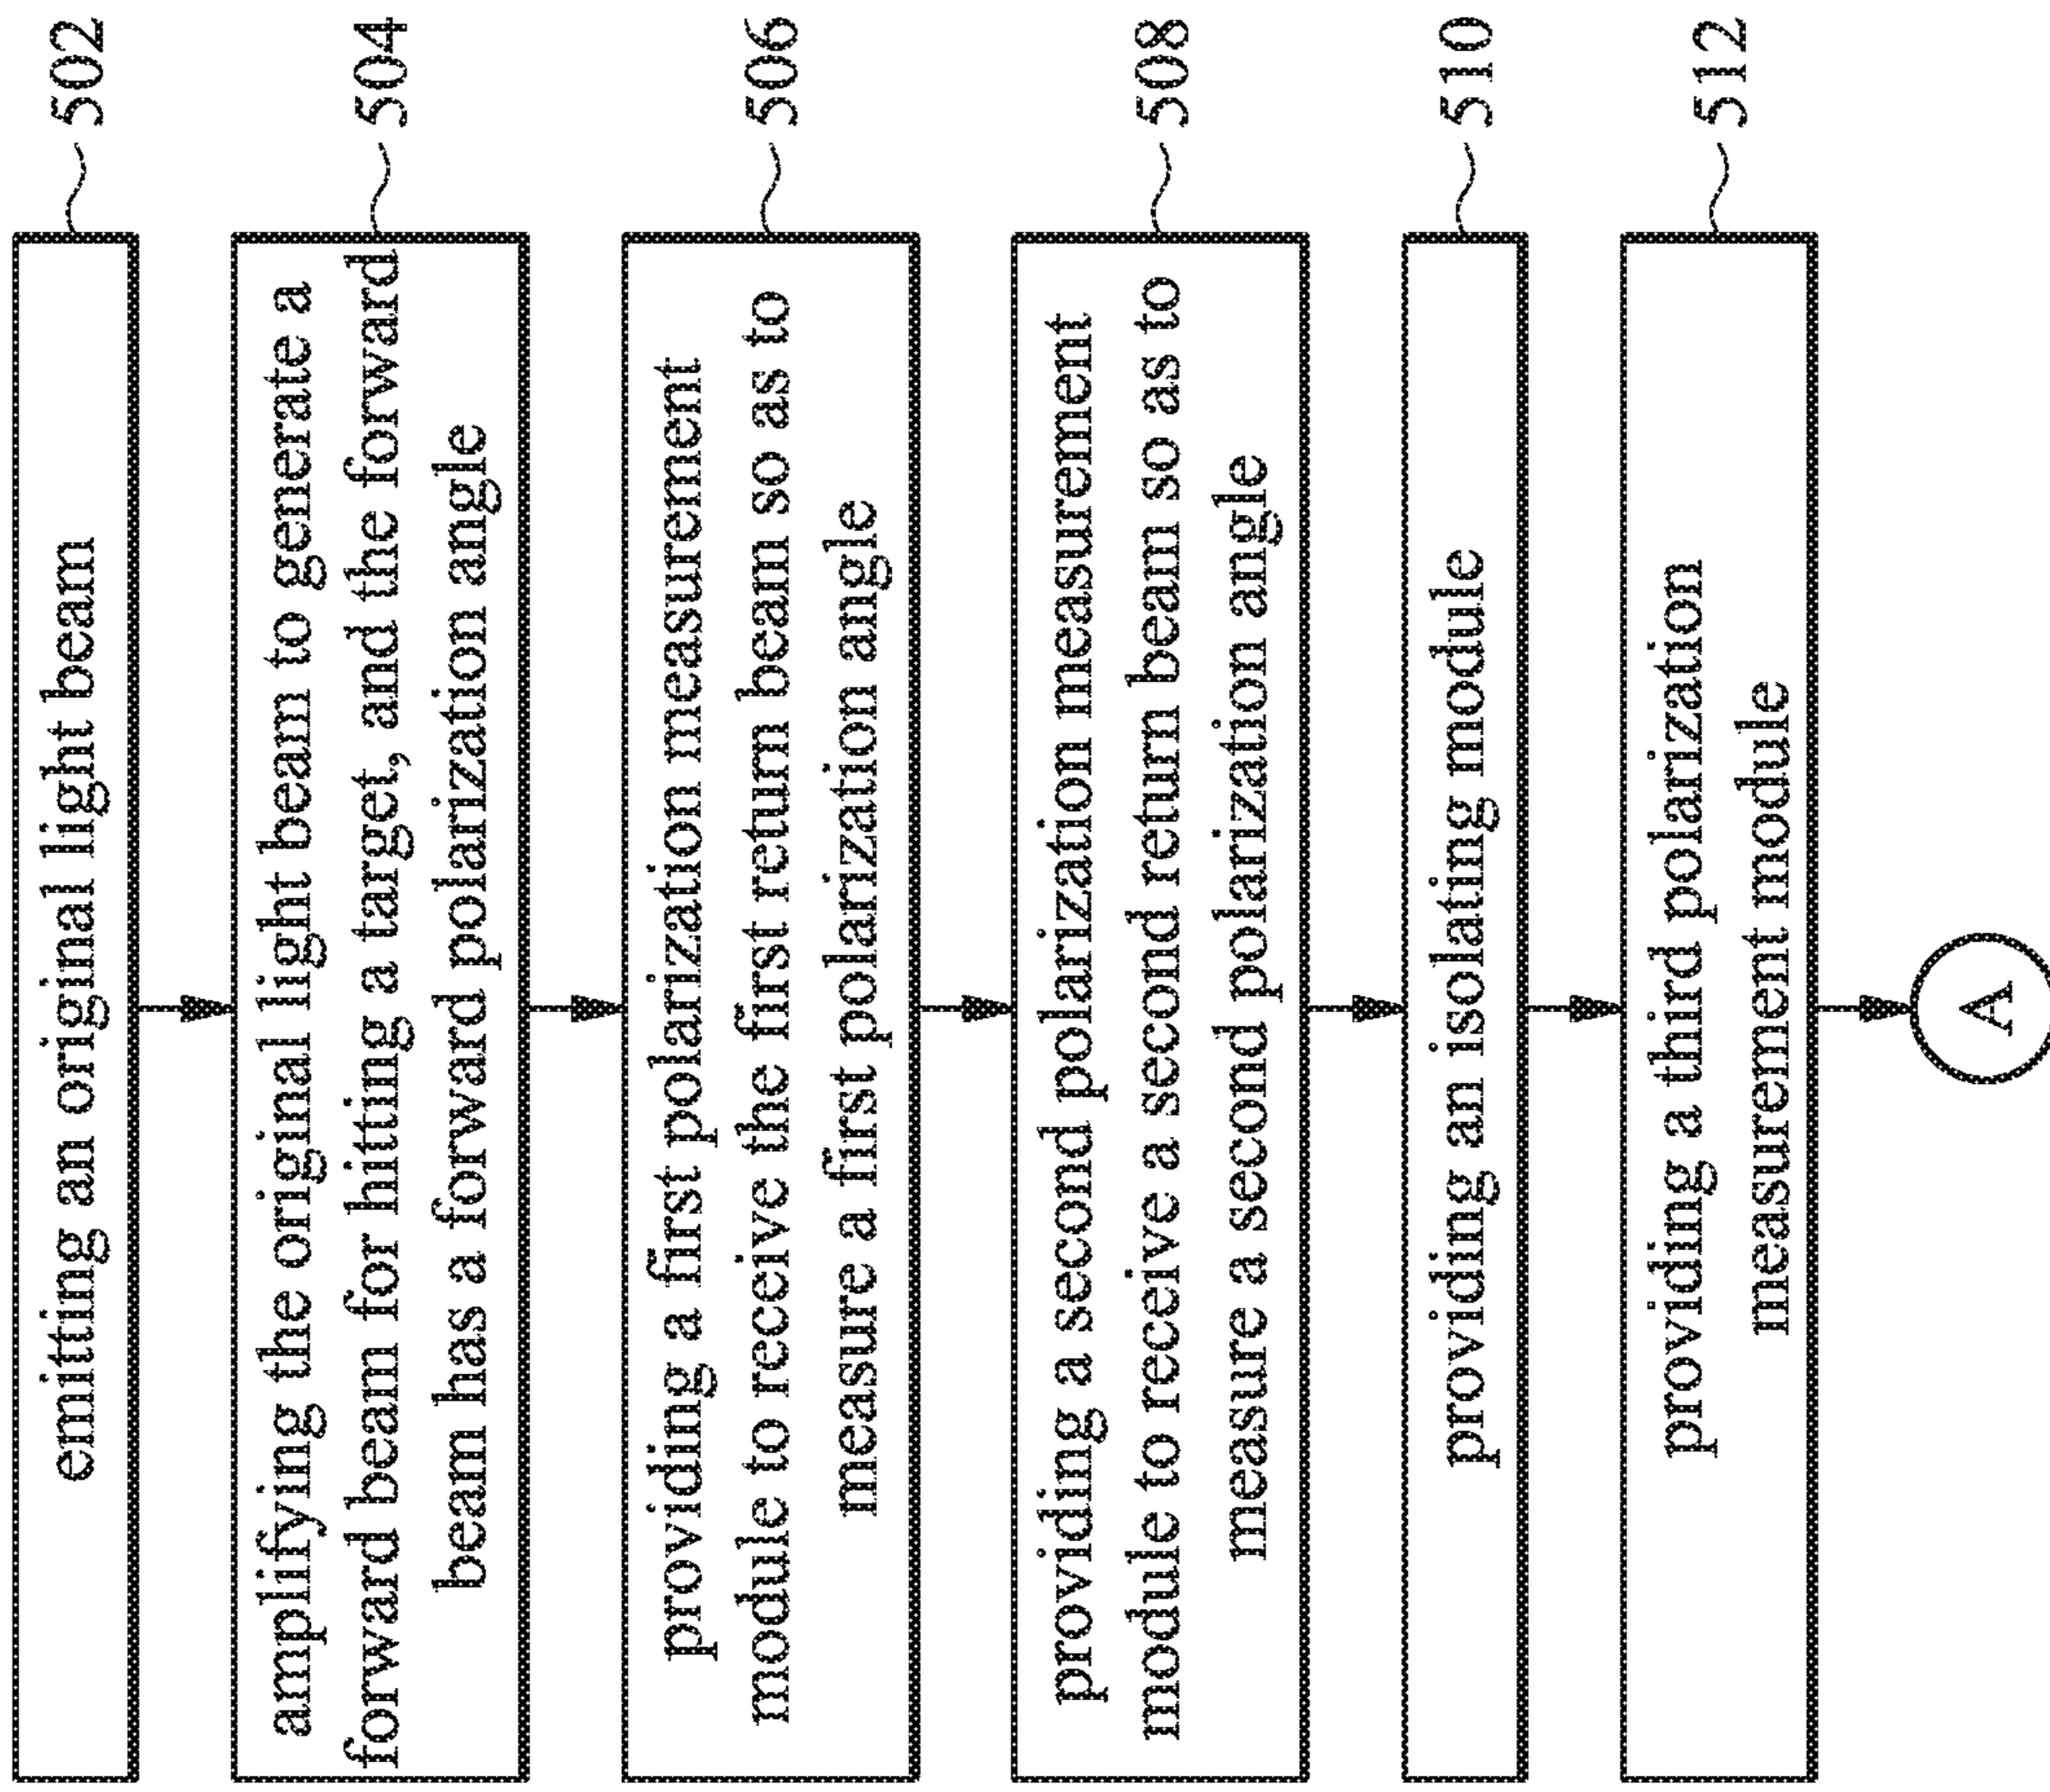 emitting an original light beam
502
amplifying the original light beam to generate a
forward beam for hitting a target, and the forward
beam has a forward polarization angle
504
providing a first polarization measurement
module to receive the first return beam so as to
measure a first polarization angle
506
providing a second polarization measurement
module to receive a second return beam so as to
measure a second polarization angle
508
providing an isolating module
510
providing a third polarization
measurement module
512
A